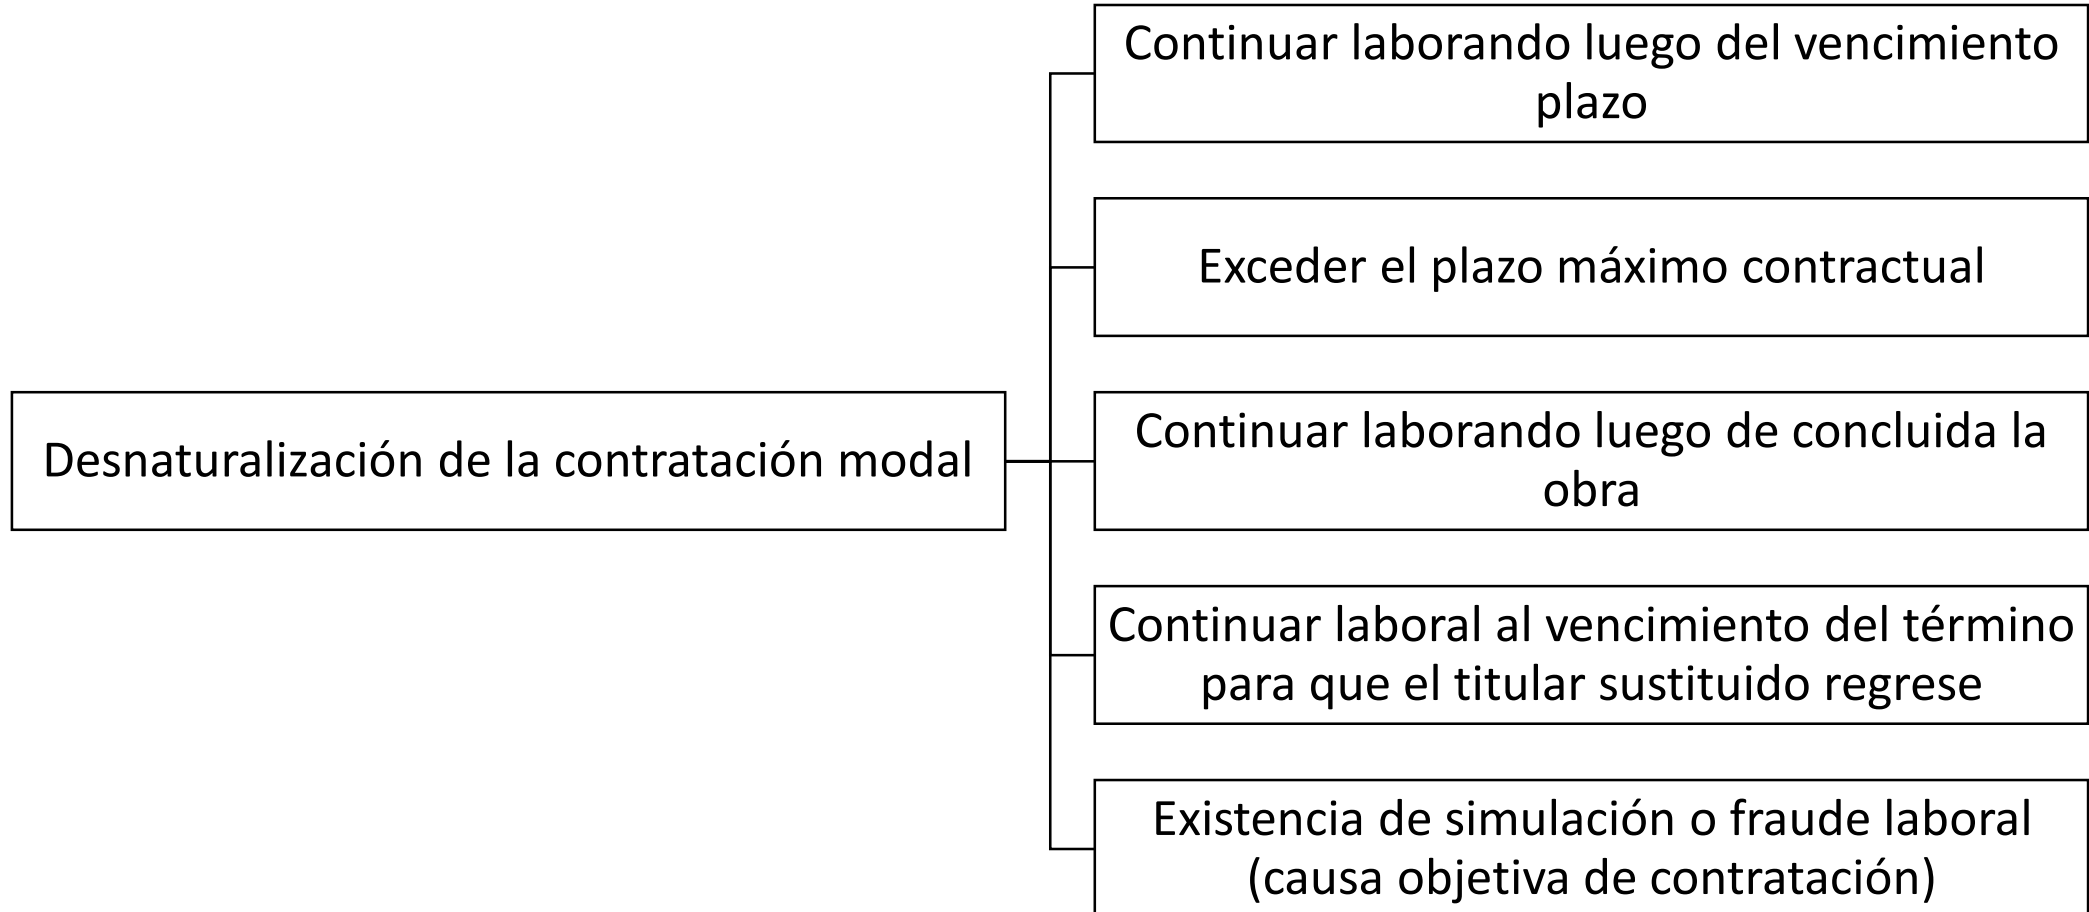 Desnaturalización de la contratación modal
Continuar laborando luego del vencimiento
plazo
Exceder el plazo máximo contractual
Continuar laborando luego de concluida la
obra
Continuar laboral al vencimiento del término
para que el titular sustituido regrese
Existencia de simulación o fraude laboral
(causa objetiva de contratación)